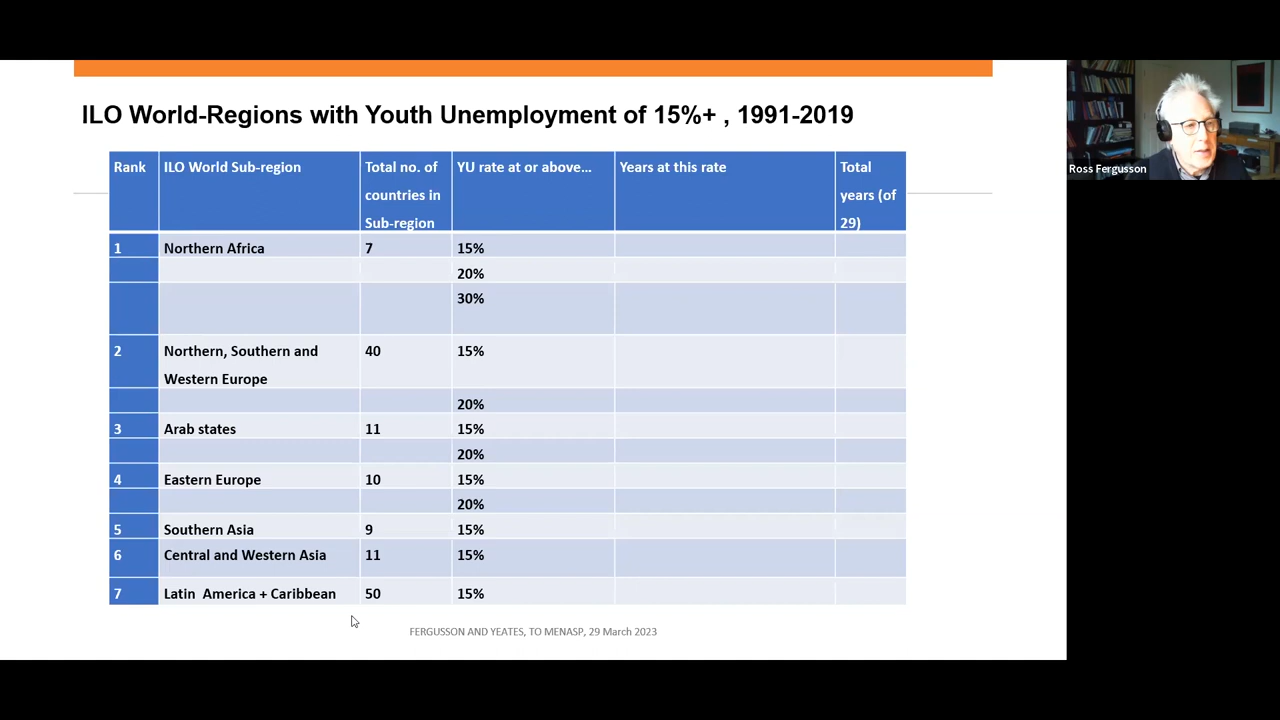 ILO World-Regions with Youth Unemployment of 15%+ , 1991-2019
Rank ILO World Sub-region Total no. of YU rate at or above… Years at this rate Total
countries in years (of
Sub-region 29)
1 Northern Africa 7 15%
20%
30%
2 Northern, Southern and 40 15%
Western Europe
20%
3 Arab states 11 15%
20%
4 Eastern Europe 10 15%
20%
5 Southern Asia 9 15%
6 Central and Western Asia 11 15%
7 Latin America + Caribbean 50 15%
FERGUSSON AND YEATES, TO MENASP, 29 March 2023
Ross Fergusson